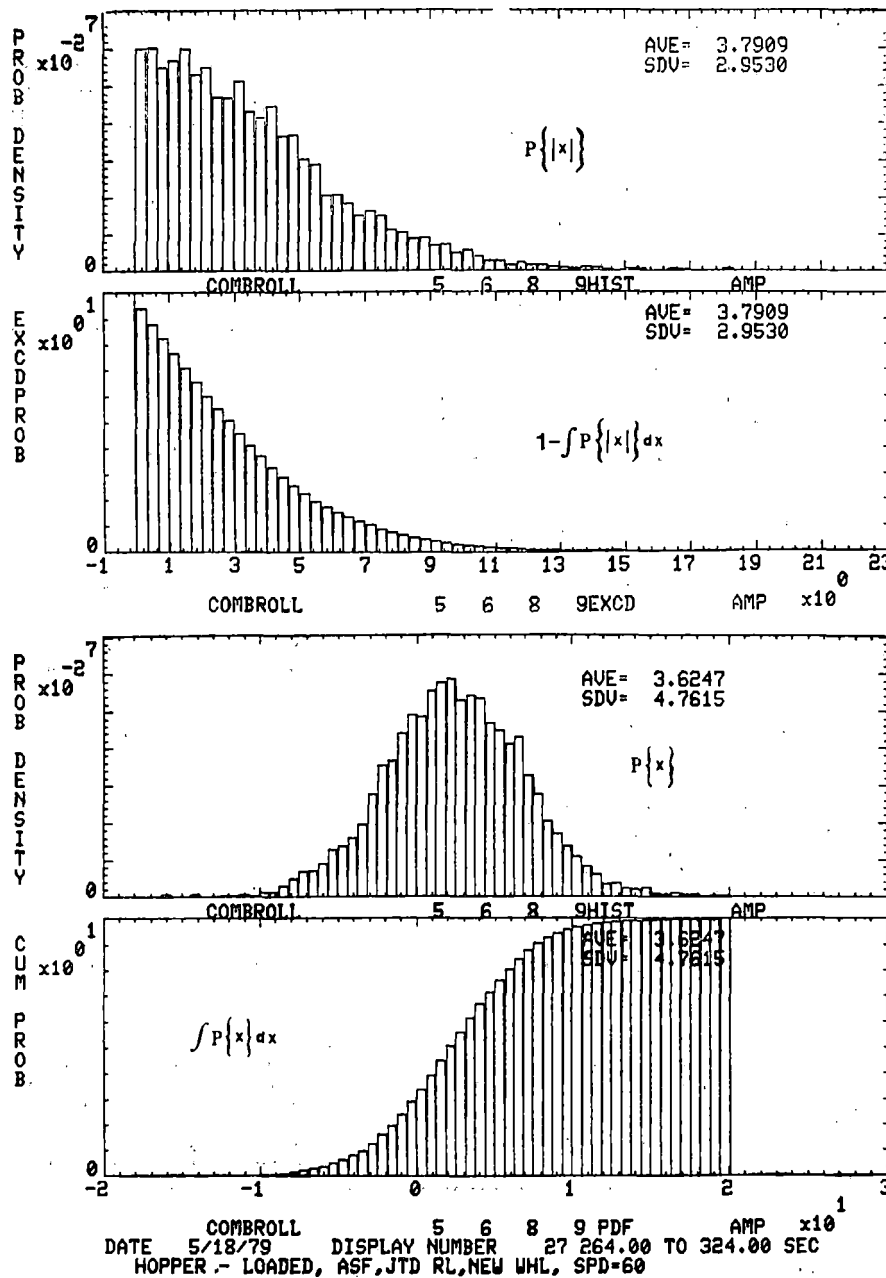 PROB DENSITY
7
x10 -2
0
AVE= 3.7909
SDV= 2.9530
P{|x|}
COMBROLL 5 6 8 9HIST AMP
EXCDPROB
1
x10 0
0
AVE= 3.7909
SDV= 2.9530
1-∫P{|x|}dx
-1 1 3 5 7 9 11 13 15 17 19 21 23
COMBROLL 5 6 8 9EXCD AMP x10 0
PROB DENSITY
7
x10 -2
0
AVE= 3.6247
SDV= 4.7615
P{x}
COMBROLL 5 6 8 9HIST AMP
CUM PROB
1
x10 0
0
AVE= 3.6247
SDV= 4.7615
∫P{x}dx
-2 -1 0 1 2 3
COMBROLL 5 6 8 9 PDF AMP x10 1
DATE 5/18/79 DISPLAY NUMBER 27 264.00 TO 324.00 SEC
HOPPER - LOADED, ASF,JTD RL,NEW WHL, SPD=60